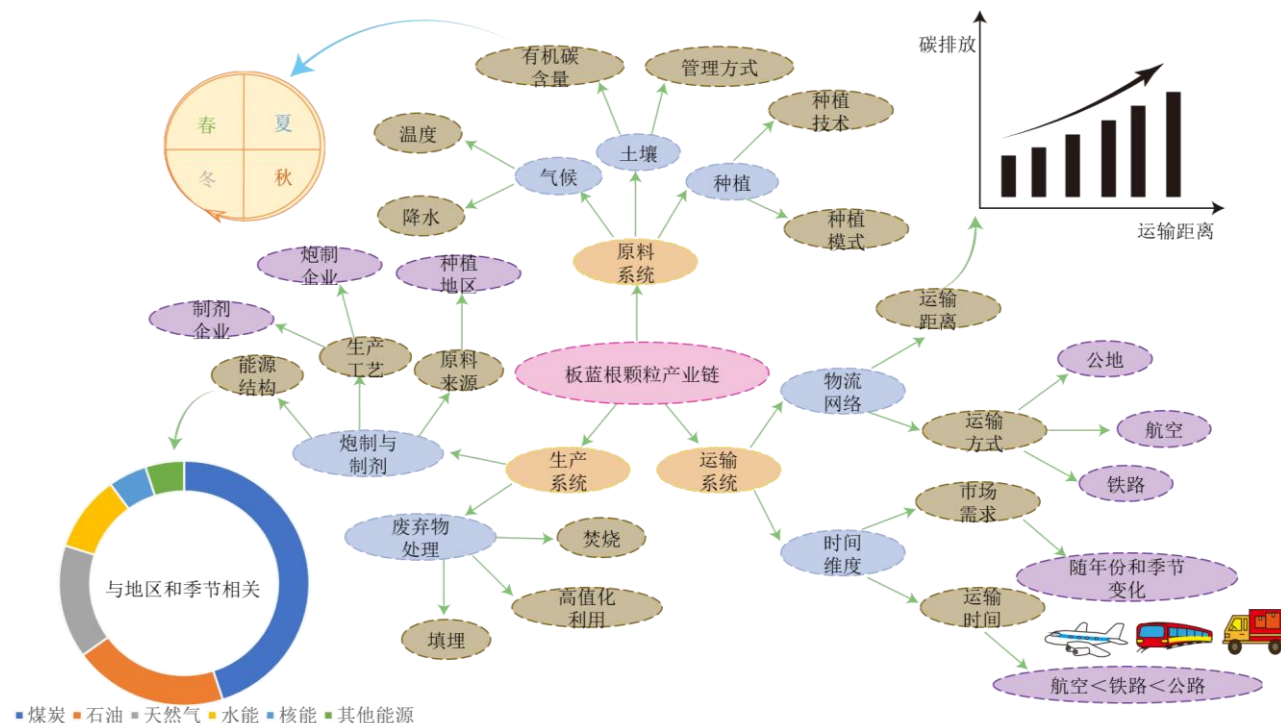 碳排放
运输距离
春
夏
冬
秋
有机碳
含量
管理方式
种植
技术
温度
土壤
气候
种植
降水
种植
模式
原料
系统
炮制
企业
种植
地区
制剂
企业
生产
工艺
原料
来源
能源
结构
运输
距离
板蓝根颗粒产业链
物流
网络
公地
运输
方式
航空
铁路
炮制与
制剂
生产
系统
运输
系统
市场
需求
废弃物
处理
焚烧
时间
维度
随年份和季节
变化
高值化
利用
运输
时间
填埋
航空<铁路<公路
与地区和季节相关
煤炭 石油 天然气 水能 核能 其他能源